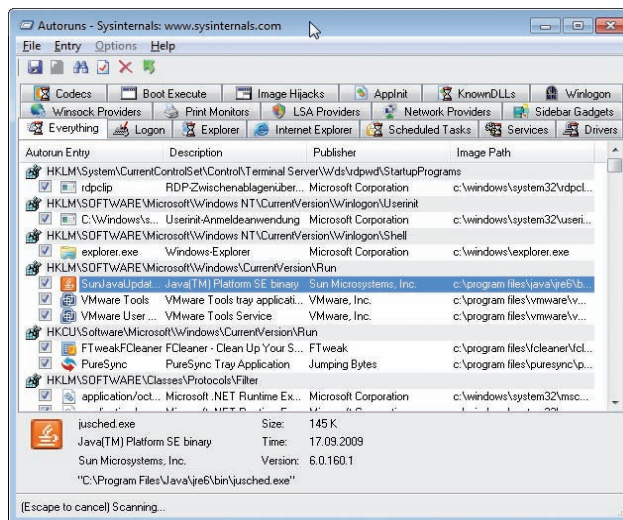 Autoruns - Sysinternals: www.sysinternals.com
File Entry Options Help
Codecs Boot Execute Image Hijacks AppInit KnownDLLs Winlogon
Winsock Providers Print Monitors LSA Providers Network Providers Sidebar Gadgets
Everything Logon Explorer Internet Explorer Scheduled Tasks Services Drivers
Autorun Entry Description Publisher Image Path
HKLM\System\CurrentControlSet\Control\Terminal Server\Wds\rdpwd\StartupPrograms
rdpclip RDP-Zwischenablagenüber... Microsoft Corporation c:\windows\system32\rdpcl...
HKLM\SOFTWARE\Microsoft\Windows NT\CurrentVersion\Winlogon\Userinit
C:\Windows\s... Userinit-Anmeldeanwendung Microsoft Corporation c:\windows\system32\useri...
HKLM\SOFTWARE\Microsoft\Windows NT\CurrentVersion\Winlogon\Shell
explorer.exe Windows-Explorer Microsoft Corporation c:\windows\explorer.exe
HKLM\SOFTWARE\Microsoft\Windows\CurrentVersion\Run
SunJavaUpdat... Java(TM) Platform SE binary Sun Microsystems, Inc. c:\program files\java\jre6\b...
VMware Tools VMware Tools tray applicati... VMware, Inc. c:\program files\vmware\v...
VMware User ... VMware Tools Service VMware, Inc. c:\program files\vmware\v...
HKCU\Software\Microsoft\Windows\CurrentVersion\Run
FTweakFCleaner FCleaner - Clean Up Your S... FTweak c:\program files\fcleaner\fcl...
PureSync PureSync Tray Application Jumping Bytes c:\program files\puresync\p...
HKLM\SOFTWARE\Classes\Protocols\Filter
application/oct... Microsoft .NET Runtime Ex... Microsoft Corporation c:\windows\system32\msc...
jusched.exe Size: 145 K
Java(TM) Platform SE binary Time: 17.09.2009
Sun Microsystems, Inc. Version: 6.0.160.1
"C:\Program Files\Java\jre6\bin\jusched.exe"
(Escape to cancel) Scanning...